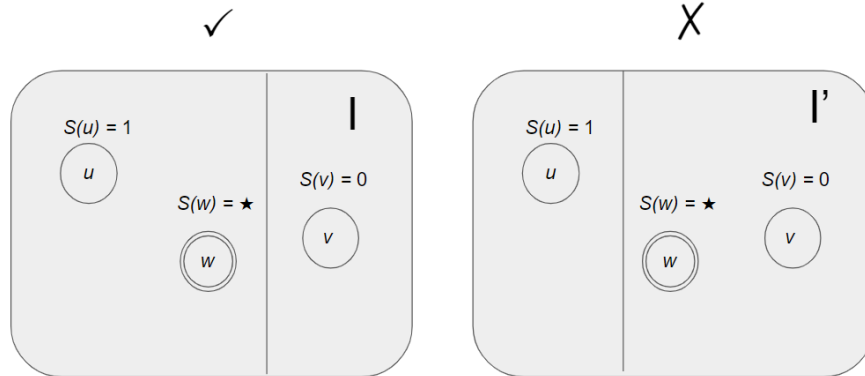 ✓
✗
I
I’
S(u) = 1
S(u) = 1
S(v) = 0
S(v) = 0
u
u
S(w) = ★
S(w) = ★
v
v
w
w